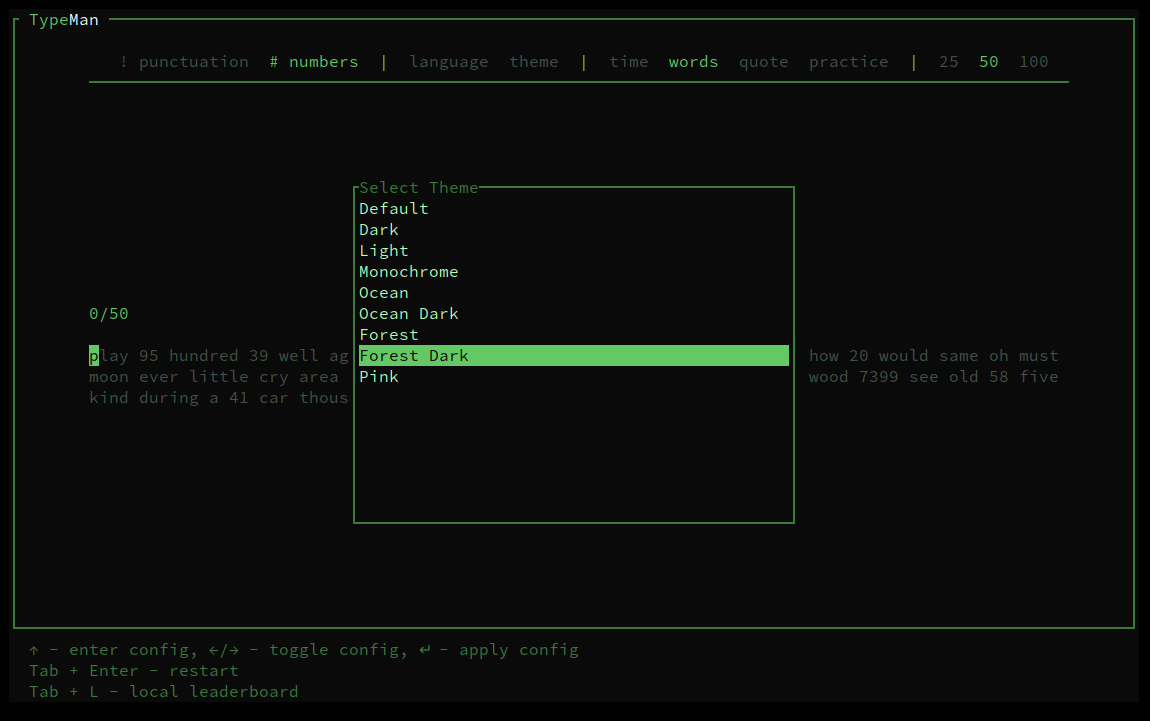 TypeMan
! punctuation # numbers | language theme | time words quote practice | 25 50 100
Select Theme
Default
Dark
Light
Monochrome
Ocean
Ocean Dark
Forest
Forest Dark
Pink
0/50
play 95 hundred 39 well ag how 20 would same oh must
moon ever little cry area wood 7399 see old 58 five
kind during a 41 car thous
↑ - enter config, ←/→ - toggle config, ↵ - apply config
Tab + Enter - restart
Tab + L - local leaderboard